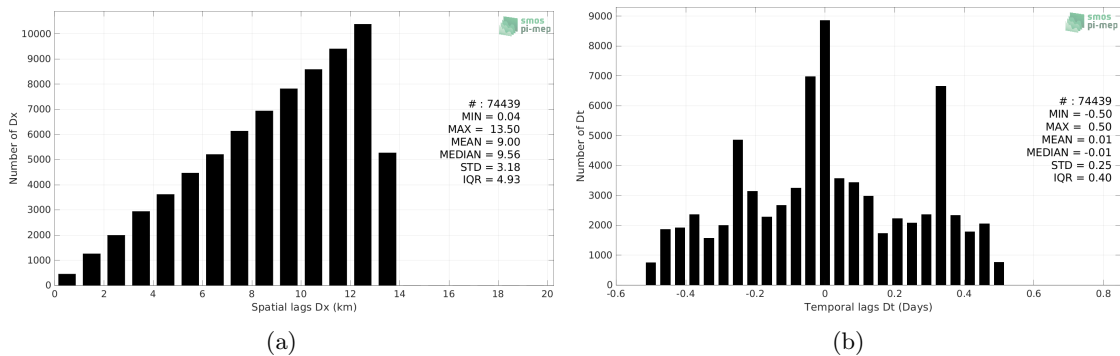 10000
9000
8000
7000
6000
5000
4000
3000
2000
1000
0
Number of Dx
smos
pi-mep
# : 74439
MIN = 0.04
MAX = 13.50
MEAN = 9.00
MEDIAN = 9.56
STD = 3.18
IQR = 4.93
0 2 4 6 8 10 12 14 16 18 20
Spatial lags Dx (km)
(a)
9000
8000
7000
6000
5000
4000
3000
2000
1000
0
Number of Dt
smos
pi-mep
# : 74439
MIN = -0.50
MAX = 0.50
MEAN = 0.01
MEDIAN = -0.01
STD = 0.25
IQR = 0.40
-0.6 -0.4 -0.2 0 0.2 0.4 0.6 0.8
Temporal lags Dt (Days)
(b)